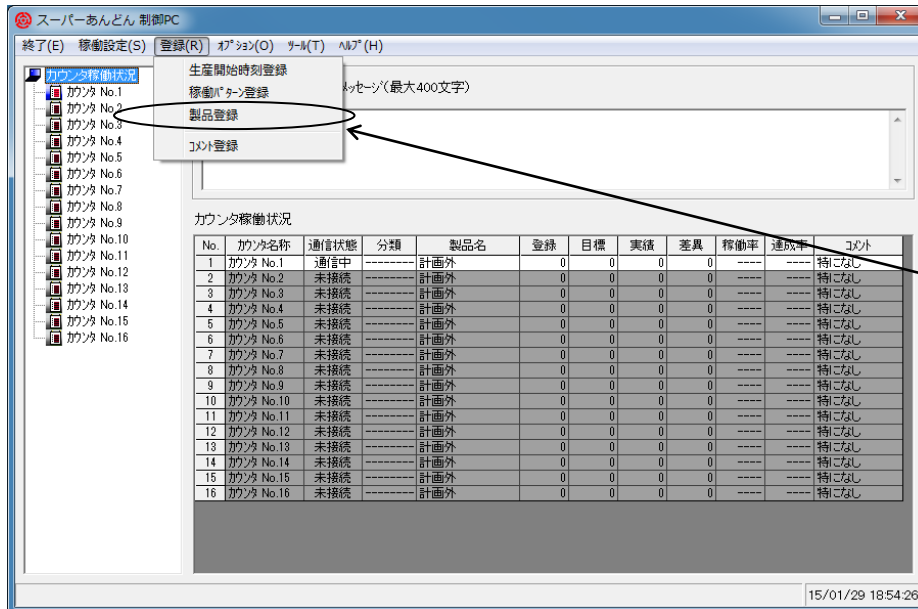 スーパーあんどん 制御PC
終了(E) 稼働設定(S) 登録(R) オプション(O) ツール(T) ヘルプ(H)
生産開始時刻登録
稼働パターン登録
製品登録
コメント登録
カウンタ稼働状況
カウンタ No.1
カウンタ No.2
カウンタ No.3
カウンタ No.4
カウンタ No.5
カウンタ No.6
カウンタ No.7
カウンタ No.8
カウンタ No.9
カウンタ No.10
カウンタ No.11
カウンタ No.12
カウンタ No.13
カウンタ No.14
カウンタ No.15
カウンタ No.16
メッセージ(最大400文字)
カウンタ稼働状況
No. カウンタ名称 通信状態 分類 製品名 登録 目標 実績 差異 稼働率 達成率 コメント
1 カウンタ No.1 通信中 -------- 計画外 0 0 0 0 ---- ---- 特になし
2 カウンタ No.2 未接続 -------- 計画外 0 0 0 0 ---- ---- 特になし
3 カウンタ No.3 未接続 -------- 計画外 0 0 0 0 ---- ---- 特になし
4 カウンタ No.4 未接続 -------- 計画外 0 0 0 0 ---- ---- 特になし
5 カウンタ No.5 未接続 -------- 計画外 0 0 0 0 ---- ---- 特になし
6 カウンタ No.6 未接続 -------- 計画外 0 0 0 0 ---- ---- 特になし
7 カウンタ No.7 未接続 -------- 計画外 0 0 0 0 ---- ---- 特になし
8 カウンタ No.8 未接続 -------- 計画外 0 0 0 0 ---- ---- 特になし
9 カウンタ No.9 未接続 -------- 計画外 0 0 0 0 ---- ---- 特になし
10 カウンタ No.10 未接続 -------- 計画外 0 0 0 0 ---- ---- 特になし
11 カウンタ No.11 未接続 -------- 計画外 0 0 0 0 ---- ---- 特になし
12 カウンタ No.12 未接続 -------- 計画外 0 0 0 0 ---- ---- 特になし
13 カウンタ No.13 未接続 -------- 計画外 0 0 0 0 ---- ---- 特になし
14 カウンタ No.14 未接続 -------- 計画外 0 0 0 0 ---- ---- 特になし
15 カウンタ No.15 未接続 -------- 計画外 0 0 0 0 ---- ---- 特になし
16 カウンタ No.16 未接続 -------- 計画外 0 0 0 0 ---- ---- 特になし
15/01/29 18:54:26